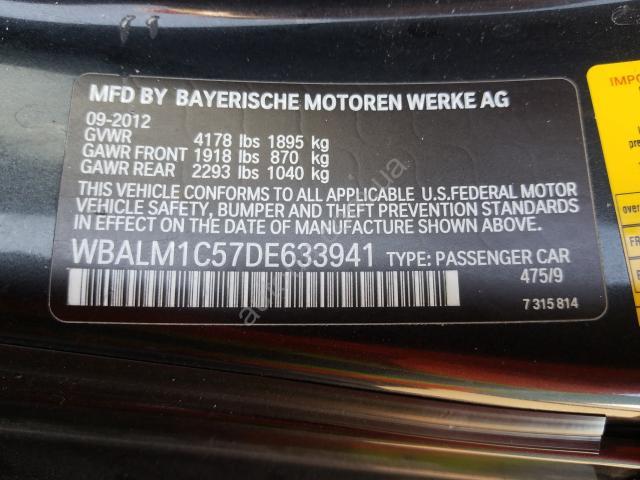 MFD BY BAYERISCHE MOTOREN WERKE AG
09-2012
GVWR 4178 lbs 1895 kg
GAWR FRONT 1918 lbs 870 kg
GAWR REAR 2293 lbs 1040 kg
THIS VEHICLE CONFORMS TO ALL APPLICABLE U.S.FEDERAL MOTOR
VEHICLE SAFETY, BUMPER, AND THEFT PREVENTION STANDARDS
IN EFFECT ON THE DATE OF MANUFACTURE SHOWN ABOVE.
WBALM1C57DE633941 TYPE: PASSENGER CAR
475/9
7 315 814
over